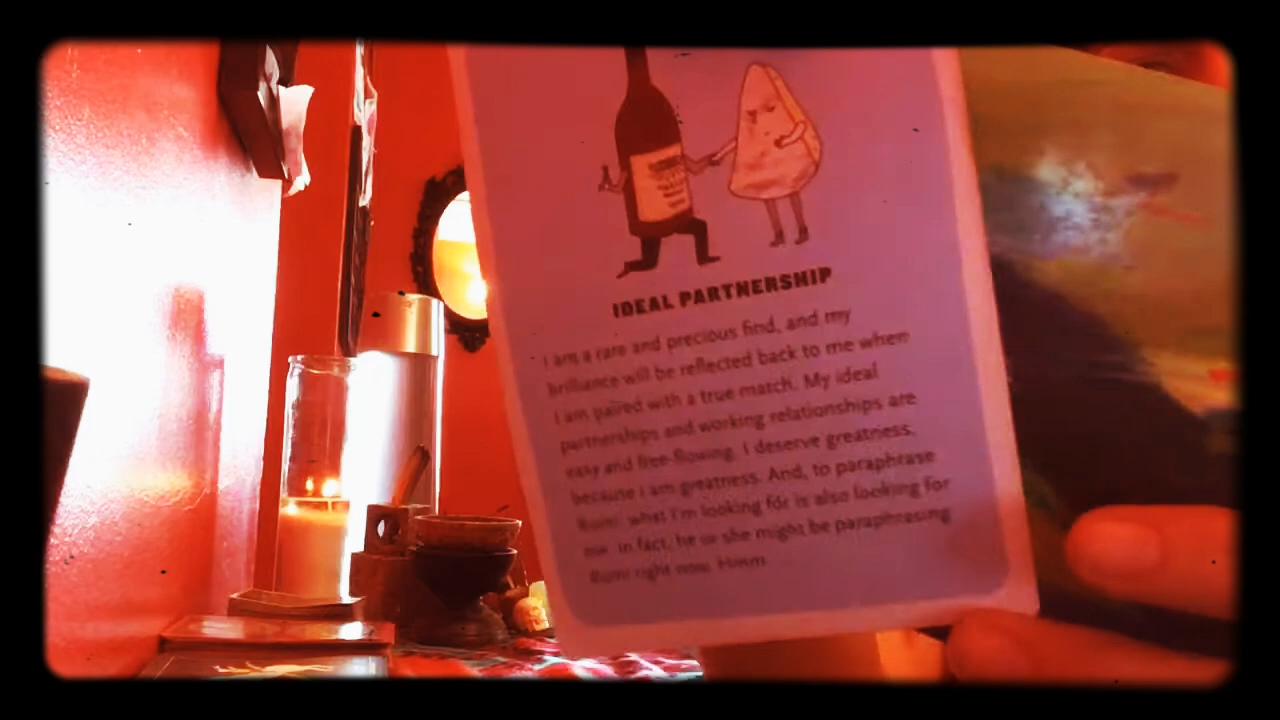 IDEAL PARTNERSHIP
I am a rare and precious find, and my
brilliance will be reflected back to me when
I am paired with a true match. My ideal
partnerships and working relationships are
easy and free-flowing. I deserve greatness,
because I am greatness. And, to paraphrase
Rumi: what I'm looking for is also looking for
me. In fact, he or she might be paraphrasing
Rumi right now. Hmm.